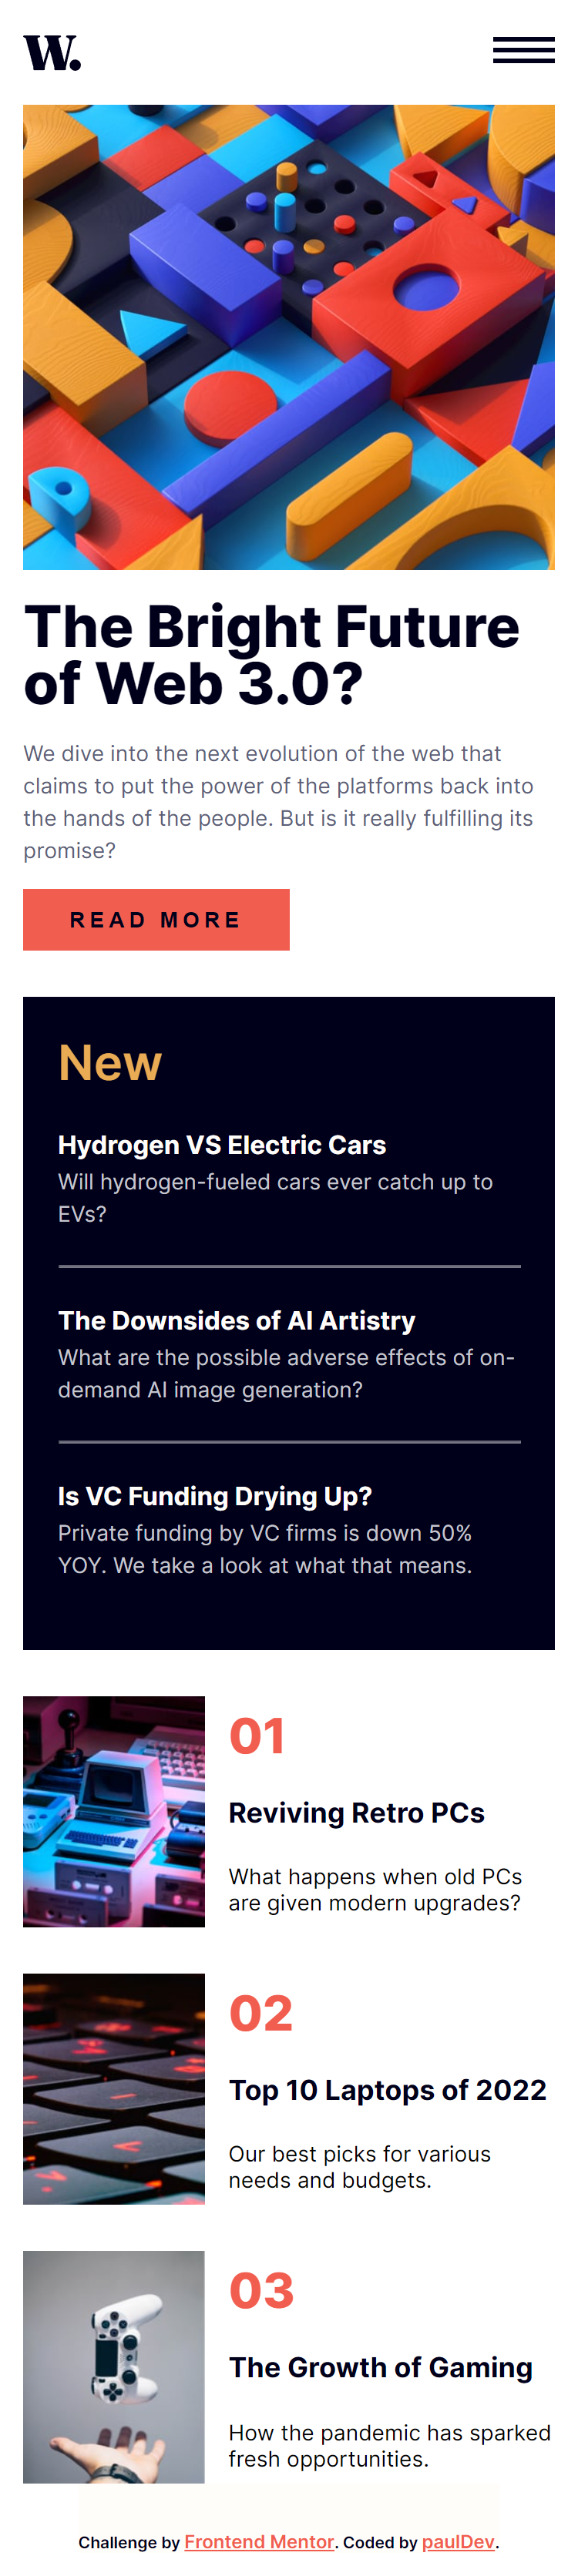 W.
The Bright Future
of Web 3.0?
We dive into the next evolution of the web that
claims to put the power of the platforms back into
the hands of the people. But is it really fulfilling its
promise?
READ MORE
New
Hydrogen VS Electric Cars
Will hydrogen-fueled cars ever catch up to
EVs?
The Downsides of AI Artistry
What are the possible adverse effects of on-
demand AI image generation?
Is VC Funding Drying Up?
Private funding by VC firms is down 50%
YOY. We take a look at what that means.
01
Reviving Retro PCs
What happens when old PCs
are given modern upgrades?
02
Top 10 Laptops of 2022
Our best picks for various
needs and budgets.
03
The Growth of Gaming
How the pandemic has sparked
fresh opportunities.
Challenge by Frontend Mentor. Coded by paulDev.